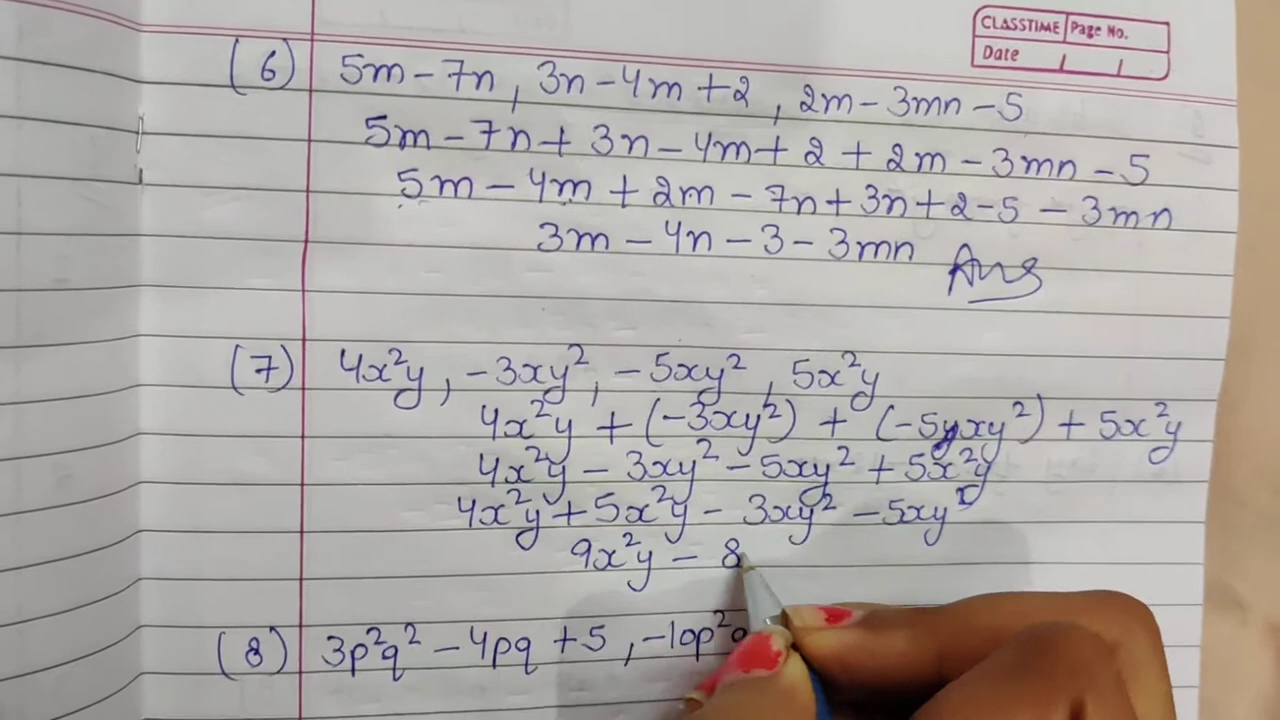 CLASSTIME Page No.
Date / /
(6) 5m - 7n, 3n - 4m + 2, 2m - 3mn - 5
5m - 7n + 3n - 4m + 2 + 2m - 3mn - 5
5m - 4m + 2m - 7n + 3n + 2 - 5 - 3mn
3m - 4n - 3 - 3mn Ans
(7) 4x²y, -3xy², -5xy², 5x²y
4x²y + (-3xy²) + (-5yxy²) + 5x²y
4x²y - 3xy² - 5xy² + 5x²y
4x²y + 5x²y - 3xy² - 5xy²
9x²y - 8
(8) 3p²q² - 4pq + 5, -10p²